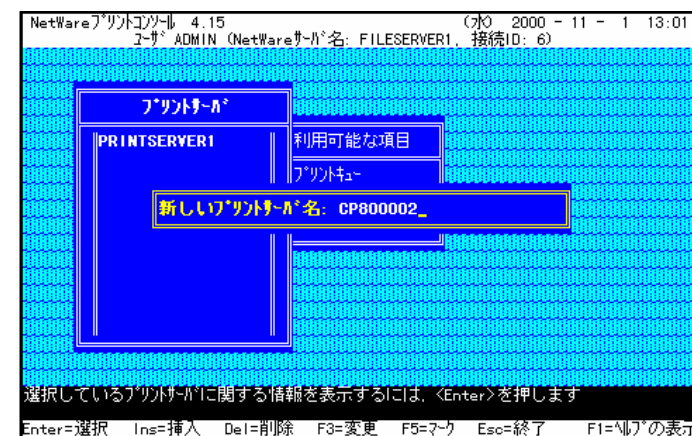 NetWareﾌﾟﾘﾝﾄｺﾝｿｰﾙ 4.15 (水) 2000 - 11 - 1 13:01
ﾕｰｻﾞ ADMIN (NetWareｻｰﾊﾞ名: FILESERVER1, 接続ID: 6)
ﾌﾟﾘﾝﾄｻｰﾊﾞ
PRINTSERVER1
利用可能な項目
ﾌﾟﾘﾝﾄｷｭｰ
新しいﾌﾟﾘﾝﾄｻｰﾊﾞ名: CP800002_
選択しているﾌﾟﾘﾝﾄｻｰﾊﾞに関する情報を表示するには, <Enter>を押します
Enter=選択 Ins=挿入 Del=削除 F3=変更 F5=ﾏｰｸ Esc=終了 F1=ﾍﾙﾌﾟの表示